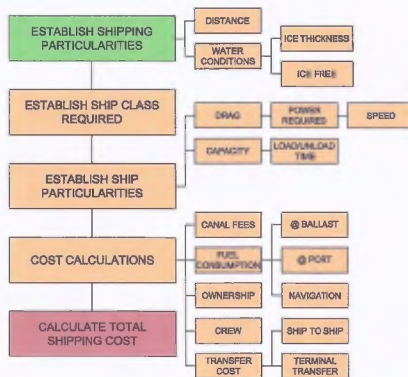 ESTABLISH SHIPPING
PARTICULARITIES
DISTANCE
WATER
CONDITIONS
ICE THICKNESS
ICE FREE
ESTABLISH SHIP CLASS
REQUIRED
DRAG
POWER
REQUIRED
SPEED
CAPACITY
LOAD/UNLOAD
TIME
ESTABLISH SHIP
PARTICULARITIES
CANAL FEES
@ BALLAST
COST CALCULATIONS
FUEL
CONSUMPTION
@ PORT
OWNERSHIP
NAVIGATION
CALCULATE TOTAL
SHIPPING COST
CREW
SHIP TO SHIP
TRANSFER
COST
TERMINAL
TRANSFER